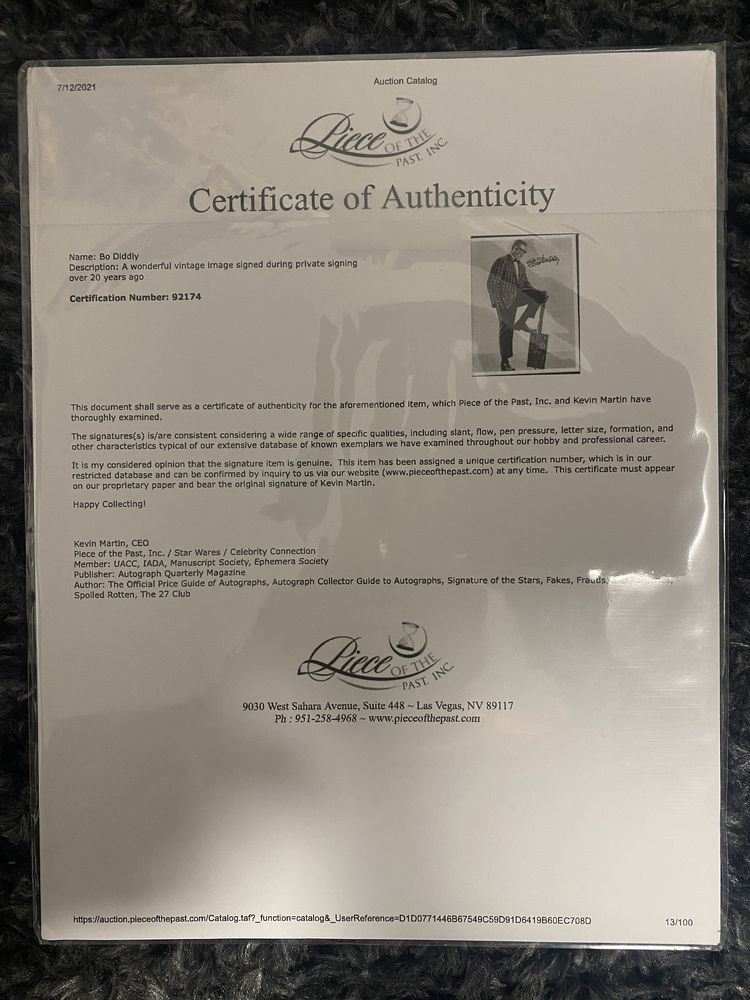 7/12/2021
Auction Catalog
Piece
OF THE
PAST, INC.
Certificate of Authenticity
Name: Bo Diddly
Description: A wonderful vintage image signed during private signing
over 20 years ago
Certification Number: 92174
This document shall serve as a certificate of authenticity for the aforementioned item, which Piece of the Past, Inc. and Kevin Martin have
thoroughly examined.
The signatures(s) is/are consistent considering a wide range of specific qualities, including slant, flow, pen pressure, letter size, formation, and
other characteristics typical of our extensive database of known exemplars we have examined throughout our hobby and professional career.
It is my considered opinion that the signature item is genuine. This item has been assigned a unique certification number, which is in our
restricted database and can be confirmed by inquiry to us via our website (www.pieceofthepast.com) at any time. This certificate must appear
on our proprietary paper and bear the original signature of Kevin Martin.
Happy Collecting!
Kevin Martin, CEO
Piece of the Past, Inc. / Star Wares / Celebrity Connection
Member: UACC, IADA, Manuscript Society, Ephemera Society
Publisher: Autograph Quarterly Magazine
Author: The Official Price Guide of Autographs, Autograph Collector Guide to Autographs, Signature of the Stars, Fakes, Frauds,
Spoiled Rotten, The 27 Club
Piece
OF THE
PAST, INC.
9030 West Sahara Avenue, Suite 448 ~ Las Vegas, NV 89117
Ph : 951-258-4968 ~ www.pieceofthepast.com
https://auction.pieceofthepast.com/Catalog.taf?_function=catalog&_UserReference=D1D0771446B67549C59D91D6419B60EC708D
13/100